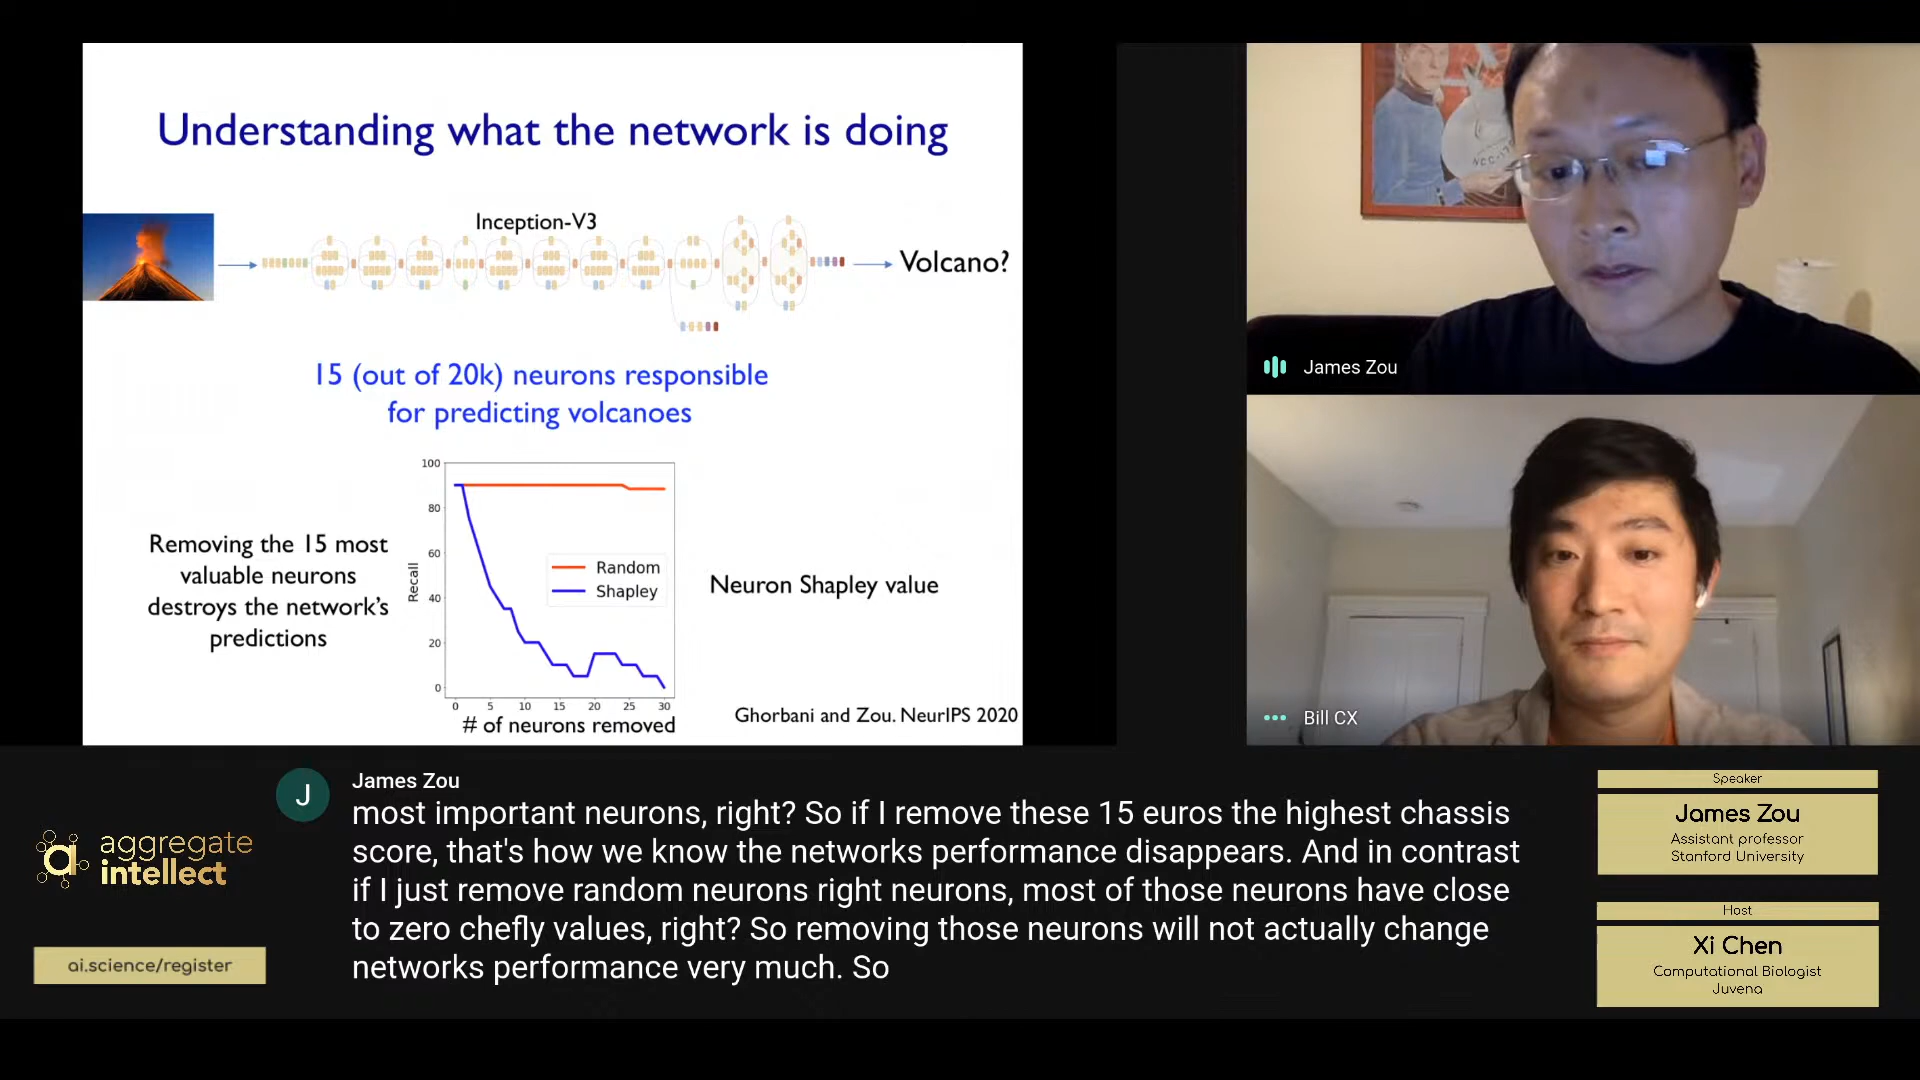 Understanding what the network is doing
Inception-V3
Volcano?
15 (out of 20k) neurons responsible
for predicting volcanoes
Removing the 15 most
valuable neurons
destroys the network's
predictions
Recall
100
80
60
40
20
0
Random
Shapley
0 5 10 15 20 25 30
# of neurons removed
Neuron Shapley value
Ghorbani and Zou. NeurIPS 2020
NCC-17
James Zou
Bill CX
aggregate
intellect
ai.science/register
J
James Zou
most important neurons, right? So if I remove these 15 euros the highest chassis
score, that's how we know the networks performance disappears. And in contrast
if I just remove random neurons right neurons, most of those neurons have close
to zero chefly values, right? So removing those neurons will not actually change
networks performance very much. So
Speaker
James Zou
Assistant professor
Stanford University
Host
Xi Chen
Computational Biologist
Juvena